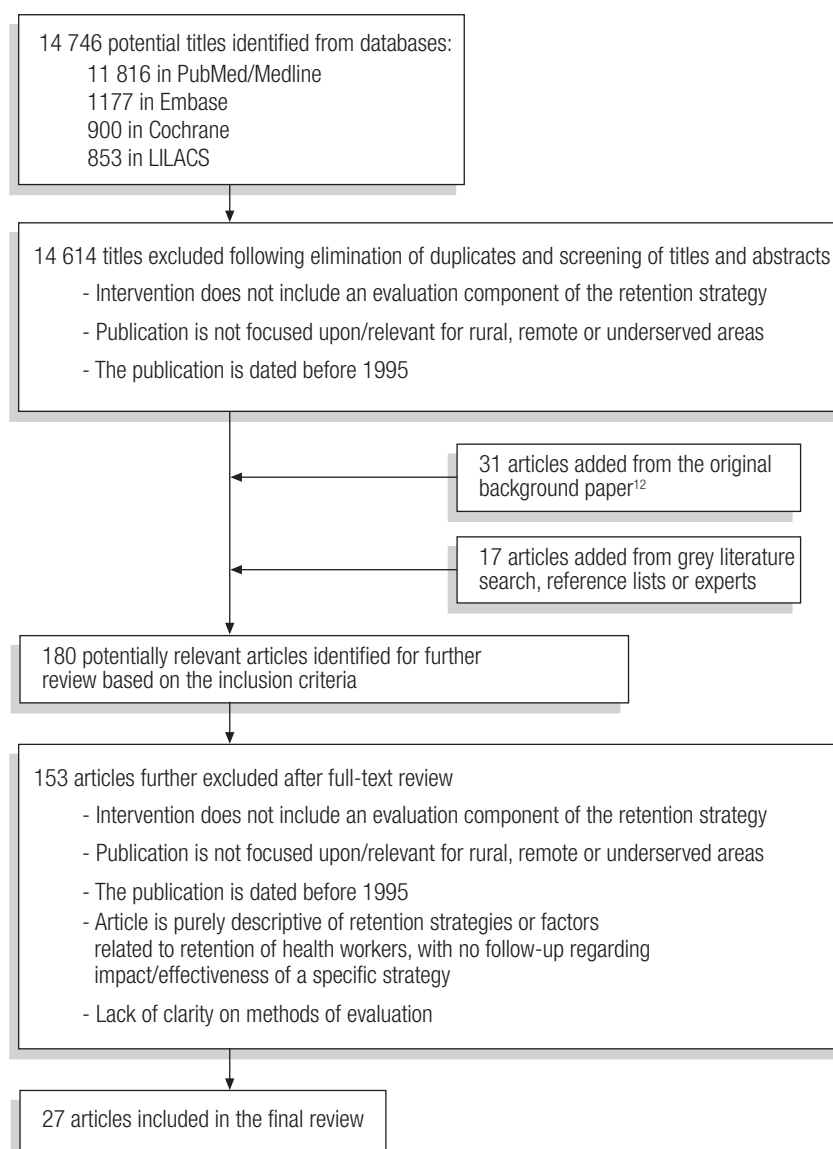 14 746 potential titles identified from databases:
11 816 in PubMed/Medline
1177 in Embase
900 in Cochrane
853 in LILACS
14 614 titles excluded following elimination of duplicates and screening of titles and abstracts
- Intervention does not include an evaluation component of the retention strategy
- Publication is not focused upon/relevant for rural, remote or underserved areas
- The publication is dated before 1995
31 articles added from the original
background paper¹²
17 articles added from grey literature
search, reference lists or experts
180 potentially relevant articles identified for further
review based on the inclusion criteria
153 articles further excluded after full-text review
- Intervention does not include an evaluation component of the retention strategy
- Publication is not focused upon/relevant for rural, remote or underserved areas
- The publication is dated before 1995
- Article is purely descriptive of retention strategies or factors
related to retention of health workers, with no follow-up regarding
impact/effectiveness of a specific strategy
- Lack of clarity on methods of evaluation
27 articles included in the final review